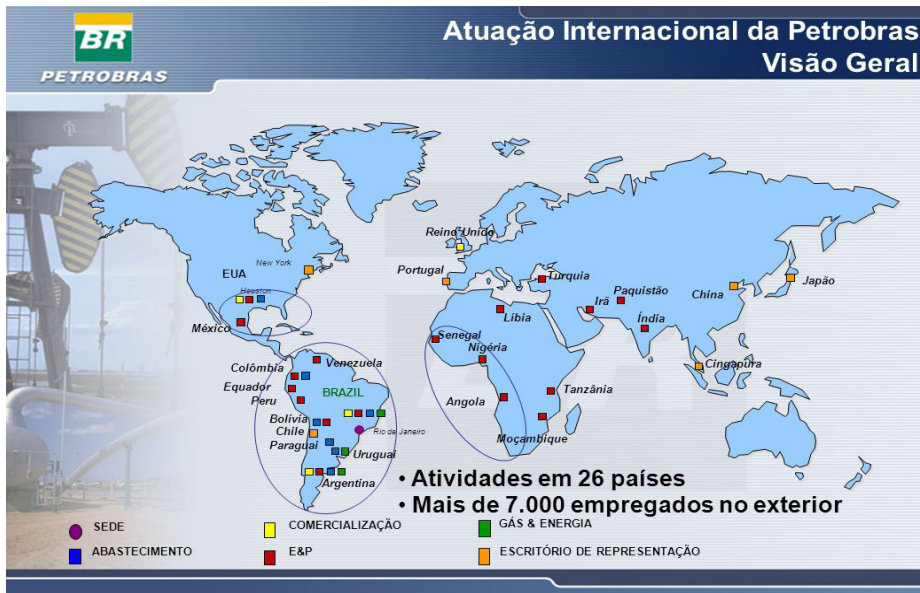 BR
PETROBRAS
Atuação Internacional da Petrobras
Visão Geral
Reino Unido
New York
EUA
Portugal
Turquia
Paquistão
China
Japão
Houston
Irã
México
Líbia
Índia
Senegal
Nigéria
Colômbia
Venezuela
Cingapura
Equador
BRAZIL
Tanzânia
Peru
Angola
Bolívia
Chile
Rio de Janeiro
Moçambique
Paraguai
Uruguai
Argentina
• Atividades em 26 países
• Mais de 7.000 empregados no exterior
SEDE
COMERCIALIZAÇÃO
GÁS & ENERGIA
ABASTECIMENTO
E&P
ESCRITÓRIO DE REPRESENTAÇÃO